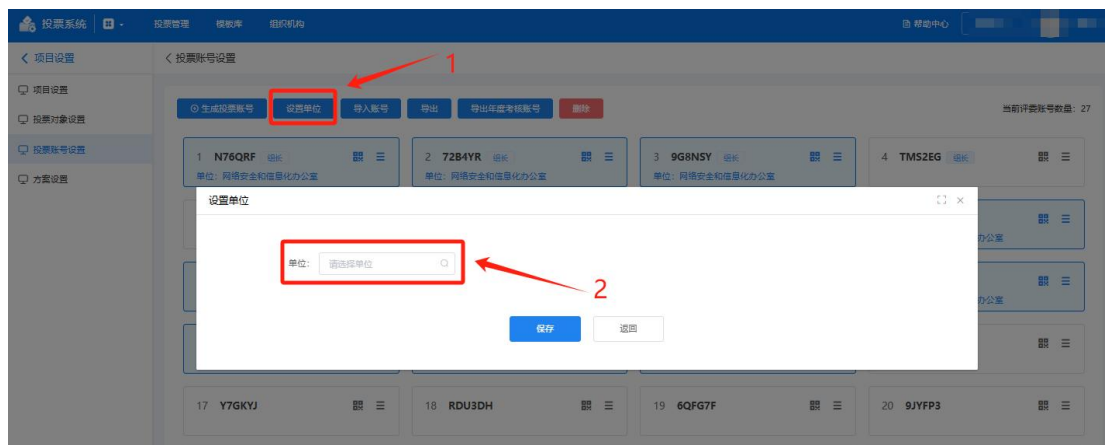 投票系统 投票管理 模板库 组织机构 帮助中心
项目设置 投票账号设置 1
项目设置
投票对象设置
投票账号设置
方案设置
生成投票账号 设置单位 导入账号 导出 导出年度考核账号 删除 当前评委账号数量：27
1 N76QRF 组长 2 72B4YR 组长 3 9G8NSY 组长 4 TMS2EG 组长
单位：网络安全和信息化办公室 单位：网络安全和信息化办公室 单位：网络安全和信息化办公室
设置单位
办公室
单位： 请选择单位
2
办公室
保存 返回
17 Y7GKYJ 18 RDU3DH 19 6QFG7F 20 9JYFP3